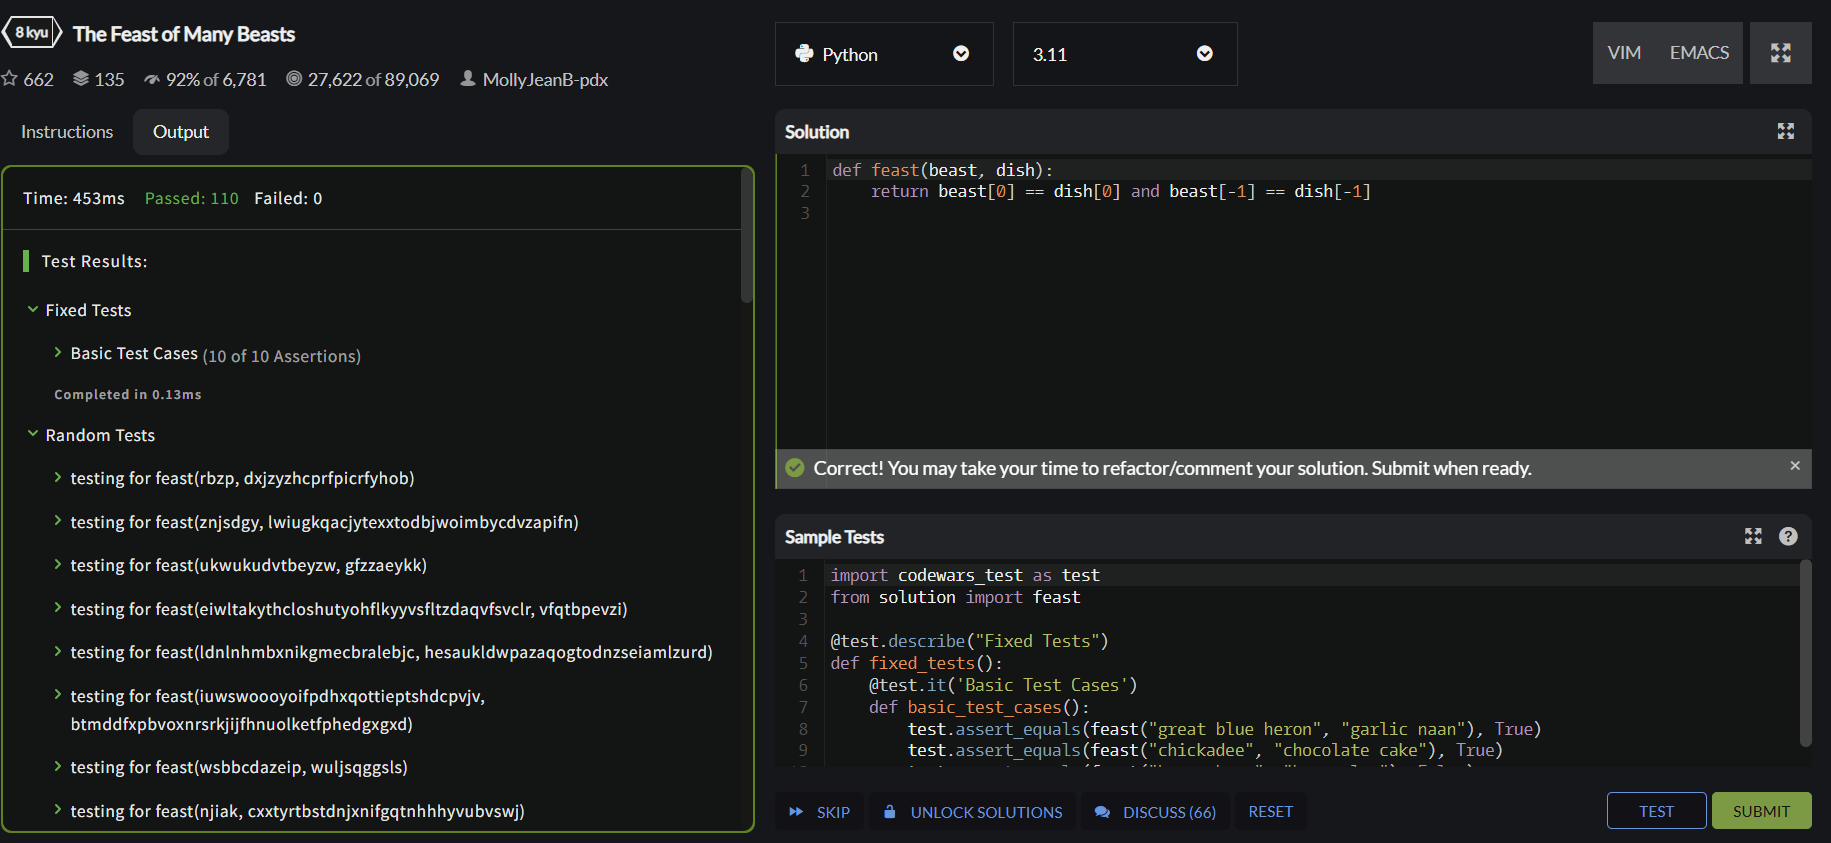 8 kyu The Feast of Many Beasts
662 135 92% of 6,781 27,622 of 89,069 MollyJeanB-pdx
Instructions Output
Time: 453ms Passed: 110 Failed: 0
Test Results:
Fixed Tests
Basic Test Cases (10 of 10 Assertions)
Completed in 0.13ms
Random Tests
testing for feast(rbzp, dxjzyzhcprfpicrfyhob)
testing for feast(znjsdgy, lwiugkqacjytexxtodbjwoimbycdvzapifn)
testing for feast(ukwukudvtbeyzw, gfzzaeykk)
testing for feast(eiwltakythcloshutyohflkyyvsfltzdaqvfsvclr, vfqtbpevzi)
testing for feast(ldnlnhmbxnikgmecbralebjc, hesaukldwpazaqogtodnzseiamlzurd)
testing for feast(iuwswoooyoifpdhxqottieptshdcpvjv,
btmddfxpbvoxnrsrkjijfhnuolketfphedgxgxd)
testing for feast(wsbbcdazeip, wuljsqggsls)
testing for feast(njiak, cxxtyrtbstdnjxnifgqtnhhhyvubvswj)
Python 3.11 VIM EMACS
Solution
1 def feast(beast, dish):
2 return beast[0] == dish[0] and beast[-1] == dish[-1]
3
Correct! You may take your time to refactor/comment your solution. Submit when ready.
Sample Tests
1 import codewars_test as test
2 from solution import feast
3
4 @test.describe("Fixed Tests")
5 def fixed_tests():
6 @test.it('Basic Test Cases')
7 def basic_test_cases():
8 test.assert_equals(feast("great blue heron", "garlic naan"), True)
9 test.assert_equals(feast("chickadee", "chocolate cake"), True)
SKIP UNLOCK SOLUTIONS DISCUSS (66) RESET TEST SUBMIT